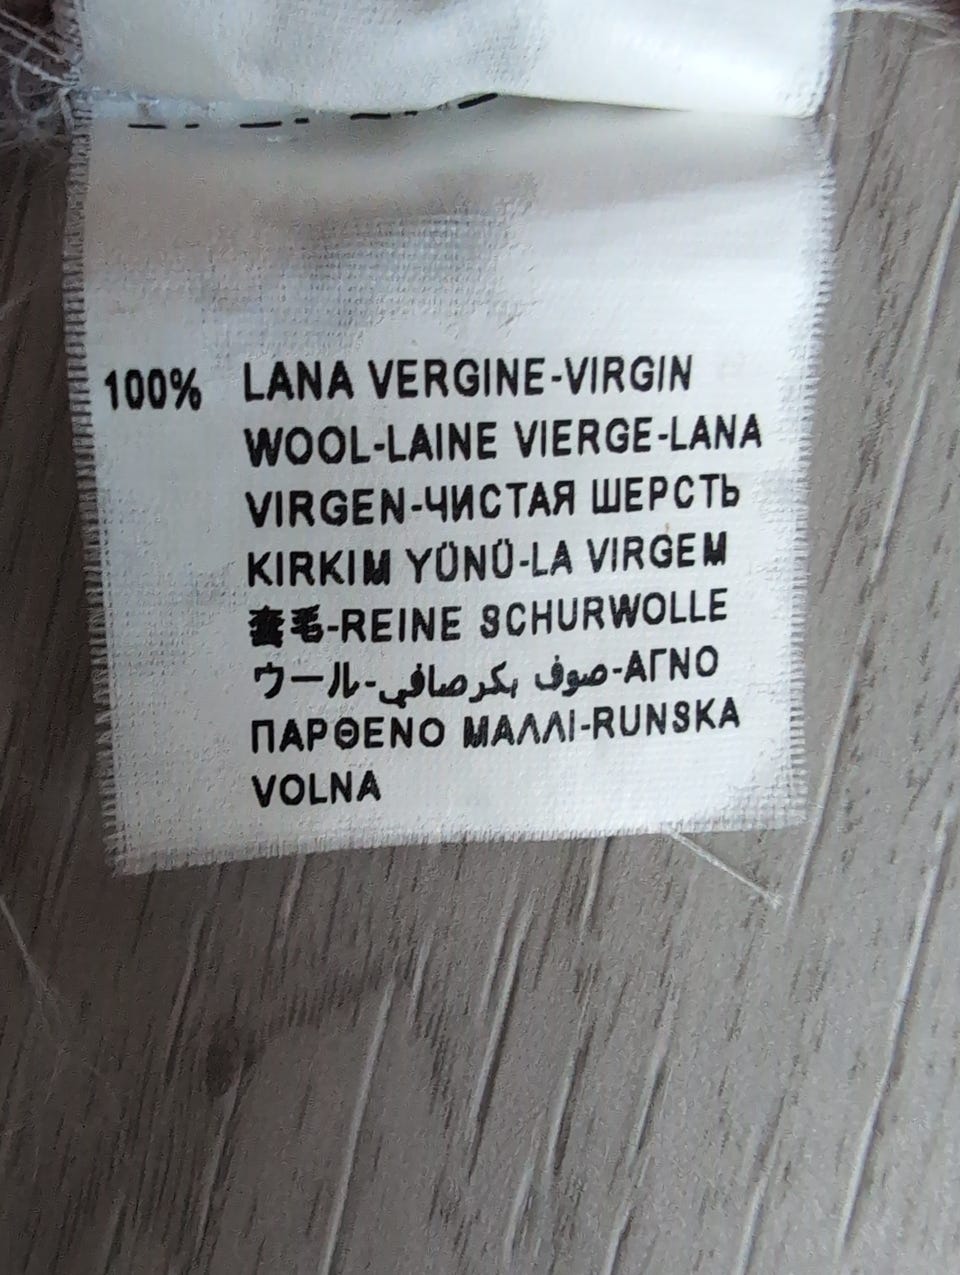 100% LANA VERGINE-VIRGIN
WOOL-LAINE VIERGE-LANA
VIRGEN-ЧИСТАЯ ШЕРСТЬ
KIRKIM YÜNÜ-LA VIRGEM
毛-REINE SCHURWOLLE
ウール-صوف بكر صافي-ΑΓΝΟ
ΠΑΡΘΕΝΟ ΜΑΛΛΙ-RUNSKA
VOLNA